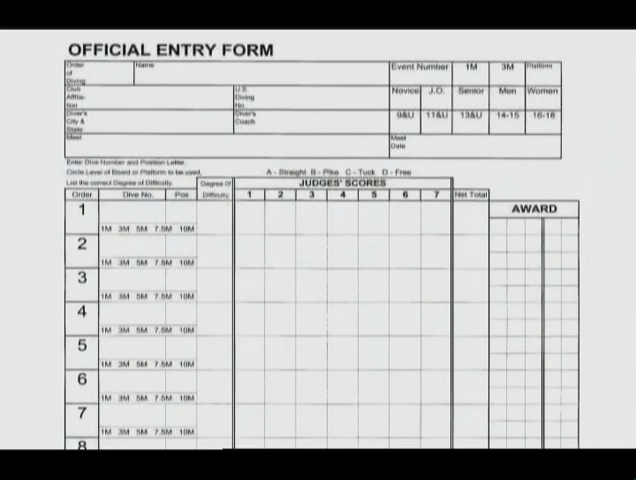 OFFICIAL ENTRY FORM
Order of Diving
Name
Event Number 1M 3M Platform
Club Affilia- tion
U.S. Diving No.
Novice J.O. Senior Men Women
Diver's City & State
Diver's Coach
9&U 11&U 13&U 14-15 16-18
Meet
Meet Date
Enter Dive Number and Position Letter.
Circle Level of Board or Platform to be used.
A - Straight B - Pike C - Tuck D - Free
List the correct Degree of Difficulty.
Degree Of Difficulty
JUDGES' SCORES
Order Dive No. Pos 1 2 3 4 5 6 7 Net Total
AWARD
1
1M 3M 5M 7.5M 10M
2
1M 3M 5M 7.5M 10M
3
1M 3M 5M 7.5M 10M
4
1M 3M 5M 7.5M 10M
5
1M 3M 5M 7.5M 10M
6
1M 3M 5M 7.5M 10M
7
1M 3M 5M 7.5M 10M
8